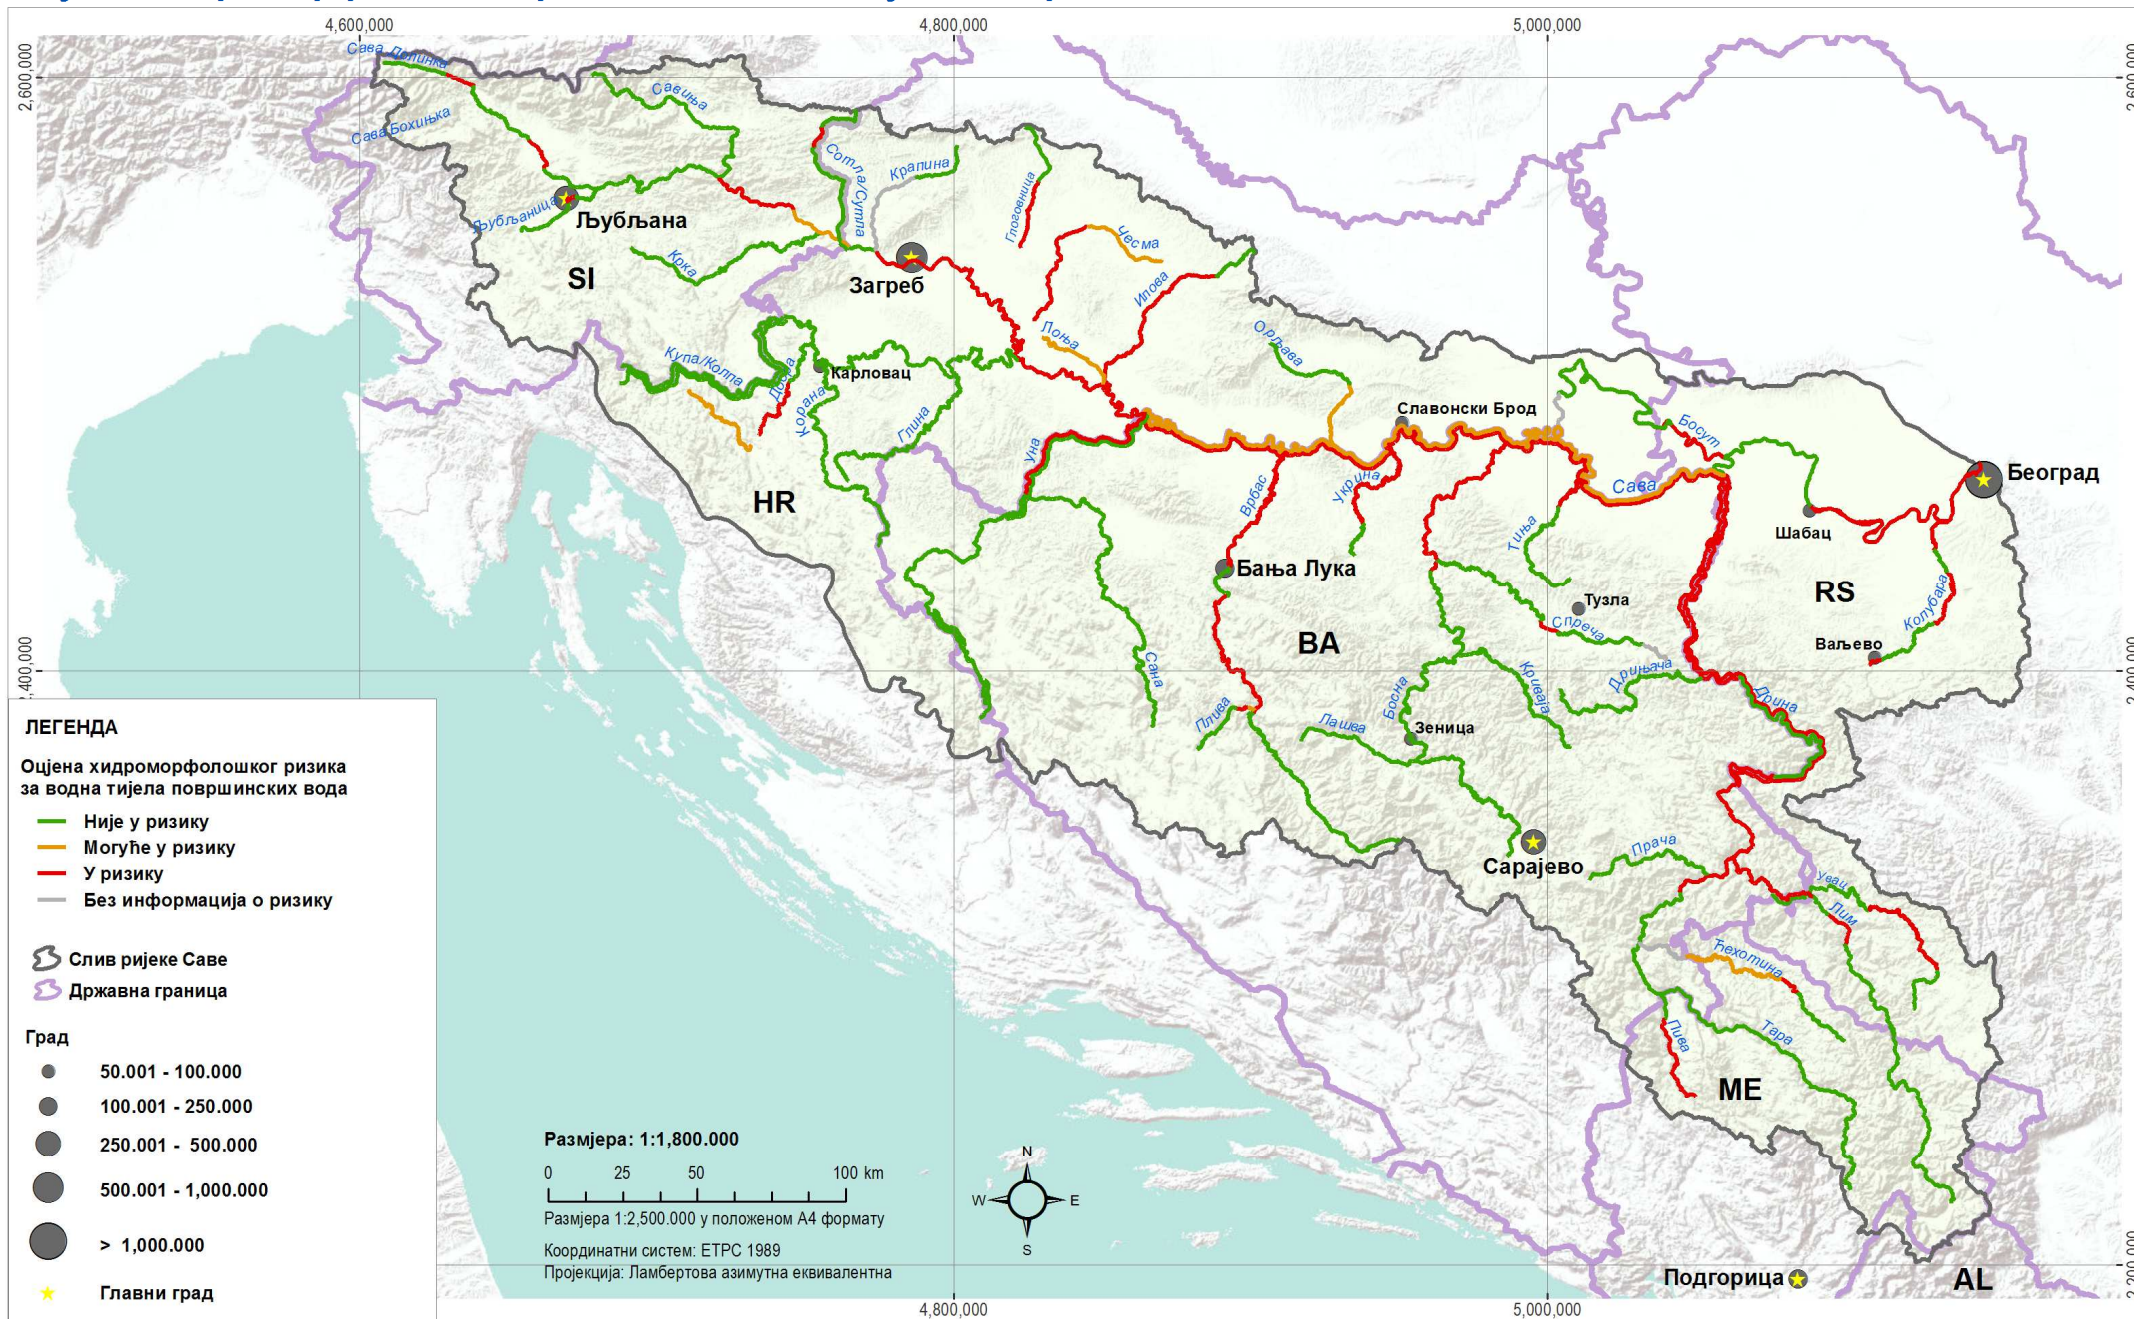 4,600,000
4,800,000
5,000,000
2,600,000
Сава Долинка
Савиња
Сава Бохињка
Сотла/Сутла
Крапина
Глоговница
Љубљаница
Љубљана
Крка
SI
Загреб
Чесма
Илова
Лоња
Орљава
Купа/Колпа
Добра
Карловац
Корана
Глина
Славонски Брод
Босут
Уна
HR
Врбас
Укрина
Сава
Београд
Шабац
Тиња
Бања Лука
Тузла
RS
Колубара
Спреча
BA
Ваљево
Сана
Кривја
Дрињача
Дрина
Босна
Плива
Лашва
Зеница
Прача
Сарајево
Увац
Лим
Ћехотина
Пива
Тара
ME
Подгорица
AL
ЛЕГЕНДА
Оцјена хидроморфолошког ризика
за водна тијела површинских вода
Није у ризику
Могуће у ризику
У ризику
Без информација о ризику
Слив ријеке Саве
Државна граница
Град
50.001 - 100.000
100.001 - 250.000
250.001 - 500.000
500.001 - 1,000.000
> 1,000.000
Главни град
Размјера: 1:1,800.000
0 25 50 100 km
Размјера 1:2,500.000 у положеном А4 формату
Координатни систем: ЕТРС 1989
Пројекција: Ламбертова азимутна еквивалентна
N
W E
S
4,800,000
5,000,000